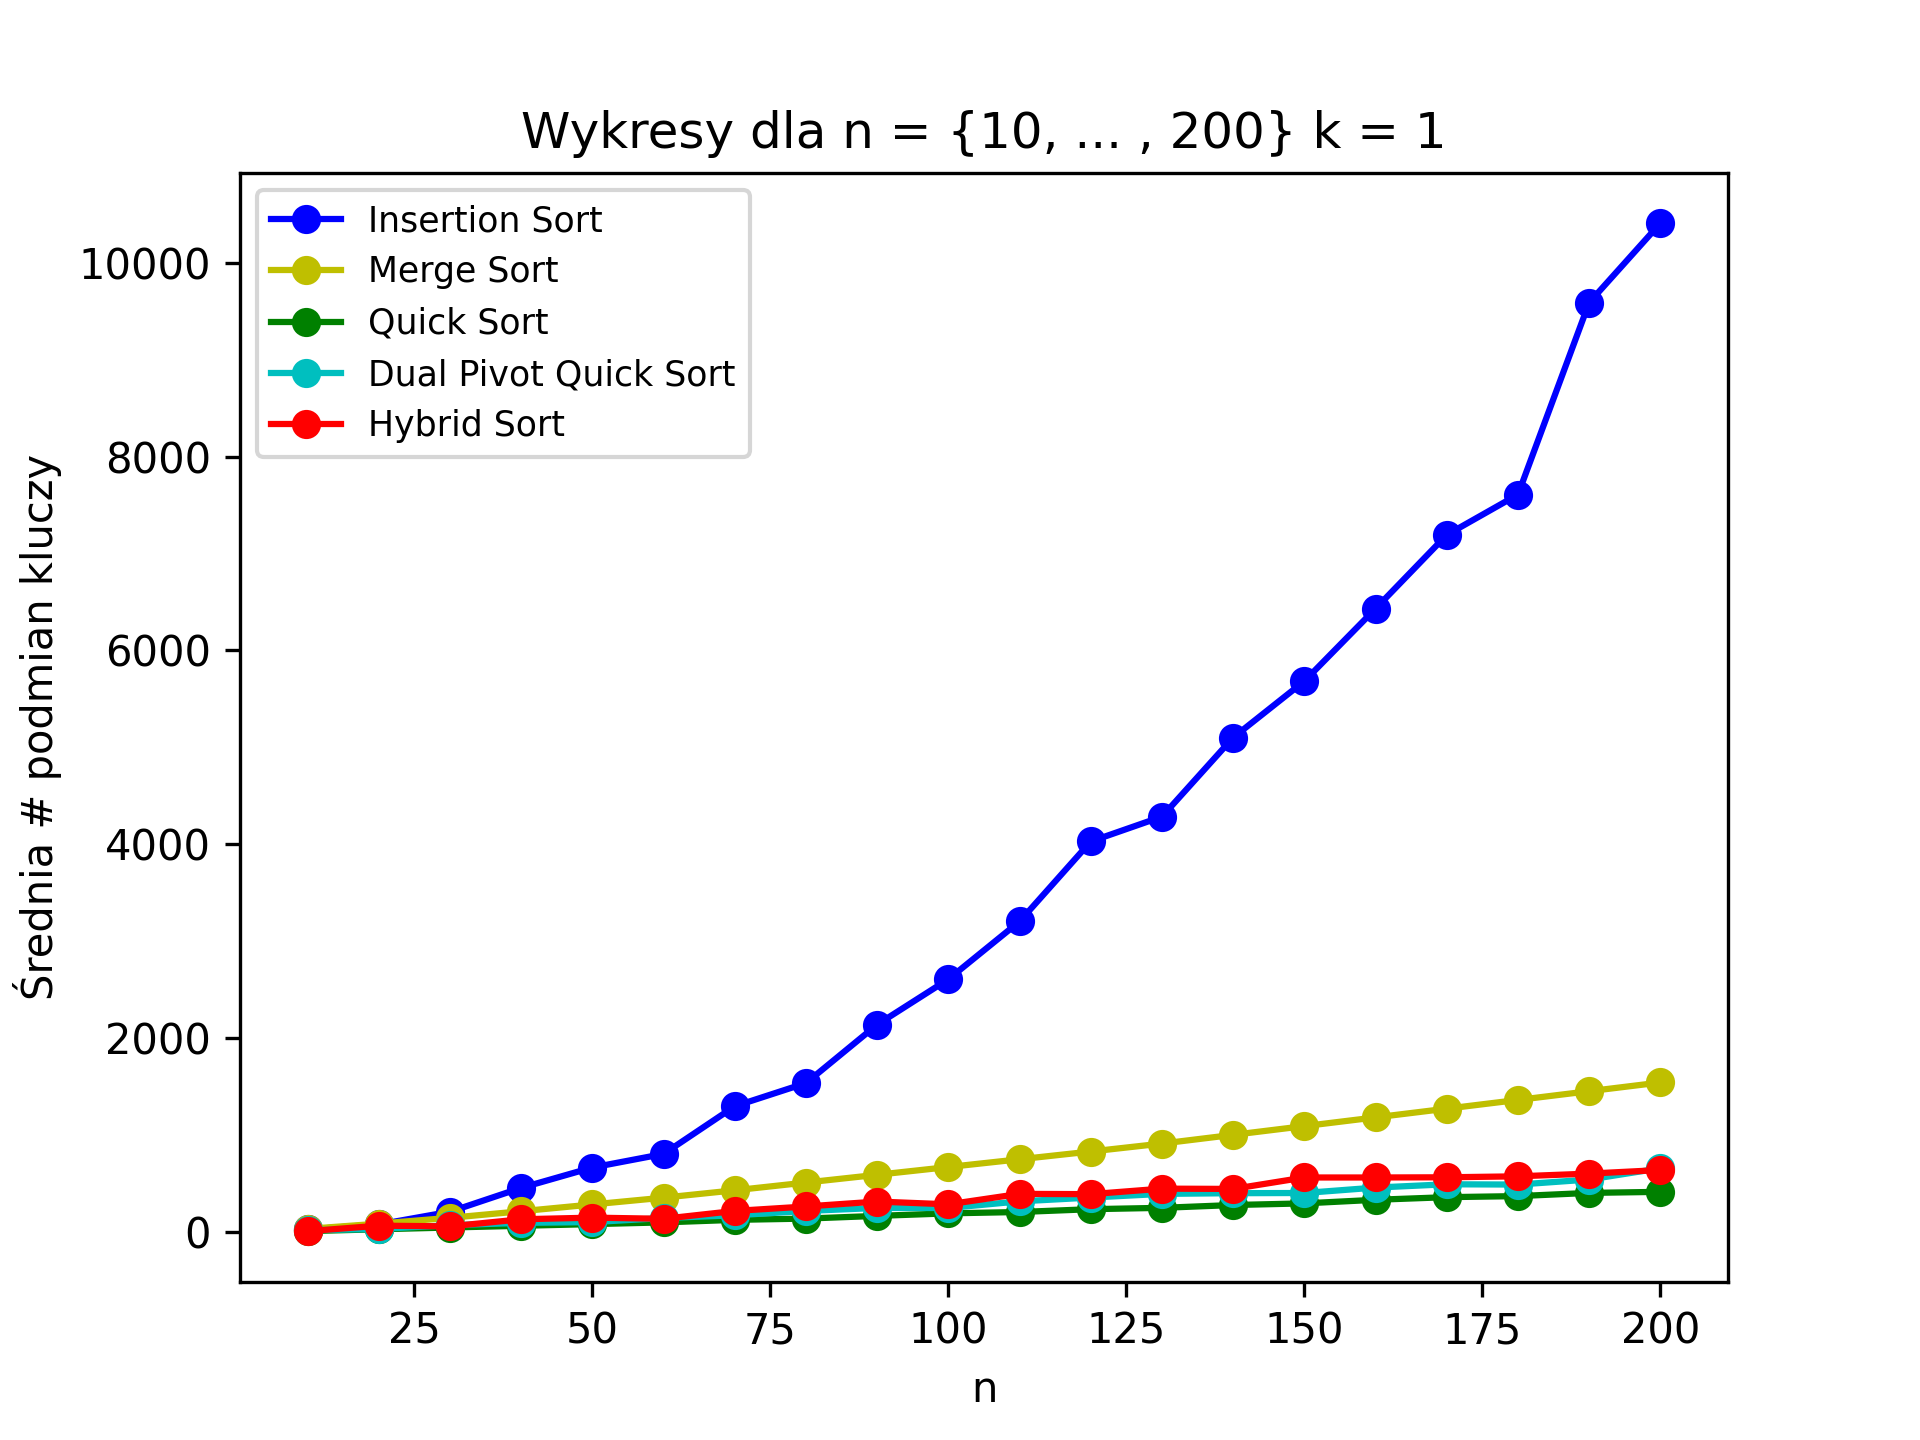 Wykresy dla n = {10, ... , 200} k = 1
Insertion Sort
Merge Sort
Quick Sort
Dual Pivot Quick Sort
Hybrid Sort
Średnia # podmian kluczy
10000
8000
6000
4000
2000
0
25 50 75 100 125 150 175 200
n